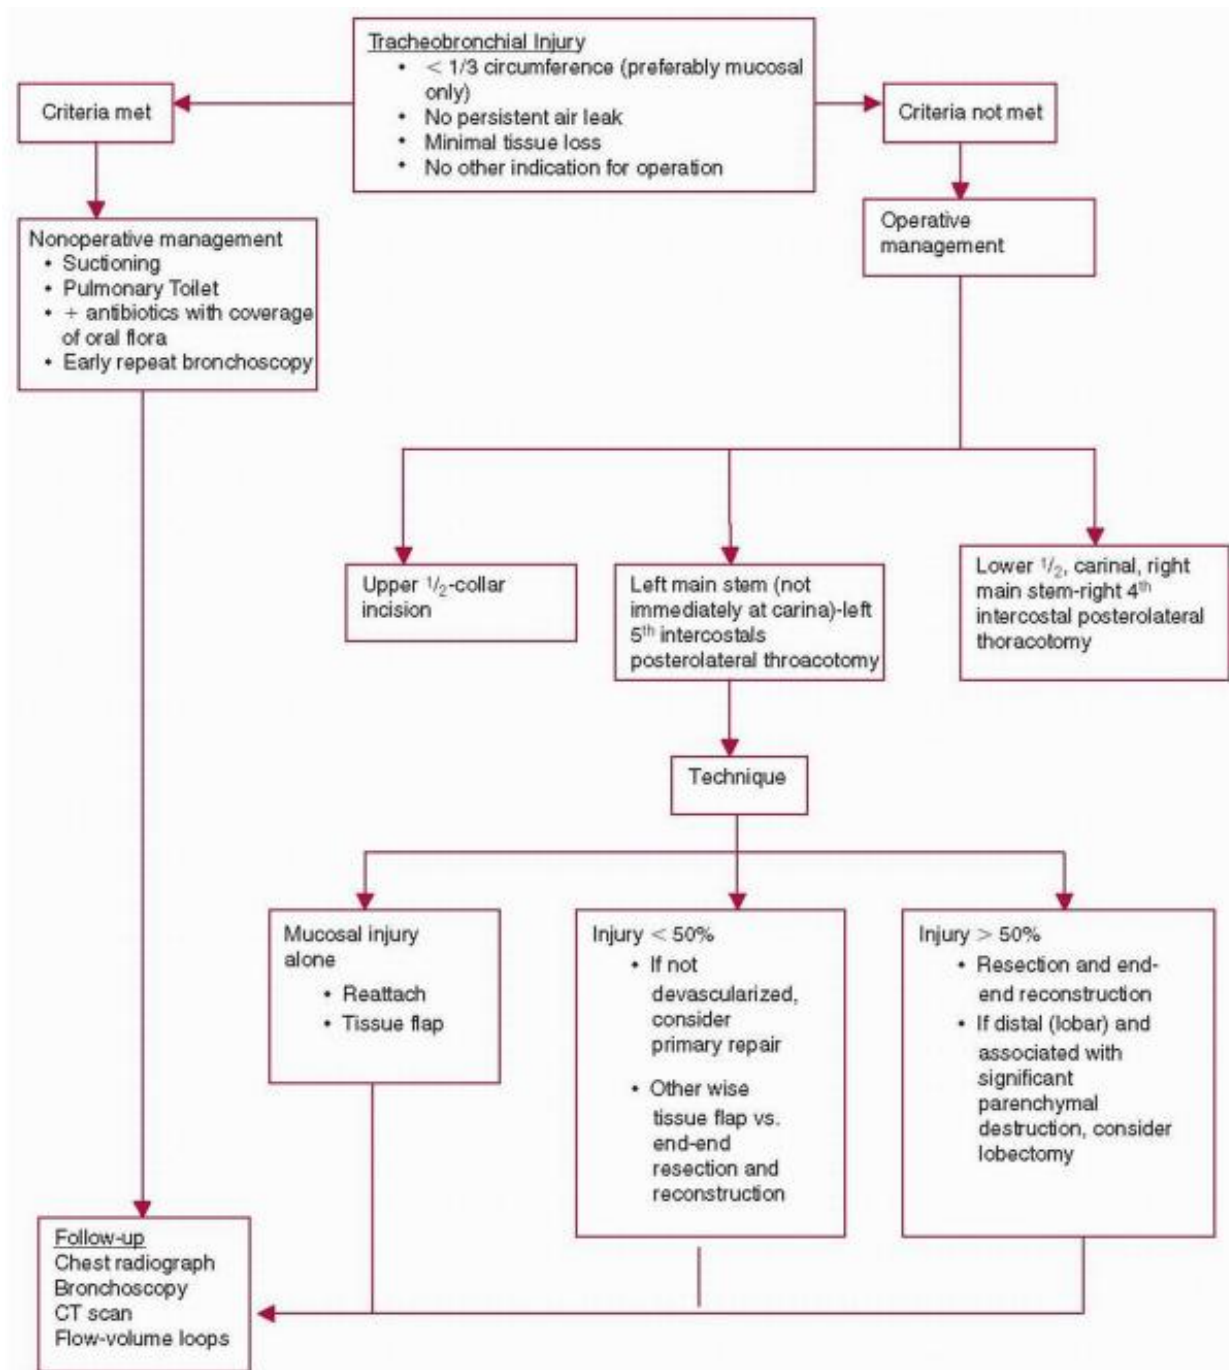 Tracheobronchial Injury
• < 1/3 circumference (preferably mucosal
only)
• No persistent air leak
• Minimal tissue loss
• No other indication for operation
Criteria met
Criteria not met
Nonoperative management
• Suctioning
• Pulmonary Toilet
• + antibiotics with coverage
of oral flora
• Early repeat bronchoscopy
Operative
management
Upper 1/2-collar
incision
Left main stem (not
immediately at carina)-left
5th intercostals
posterolateral throacotomy
Lower 1/2, carinal, right
main stem-right 4th
intercostal posterolateral
thoracotomy
Technique
Mucosal injury
alone
• Reattach
• Tissue flap
Injury < 50%
• If not
devascularized,
consider
primary repair
• Other wise
tissue flap vs.
end-end
resection and
reconstruction
Injury > 50%
• Resection and end-
end reconstruction
• If distal (lobar) and
associated with
significant
parenchymal
destruction, consider
lobectomy
Follow-up
Chest radiograph
Bronchoscopy
CT scan
Flow-volume loops